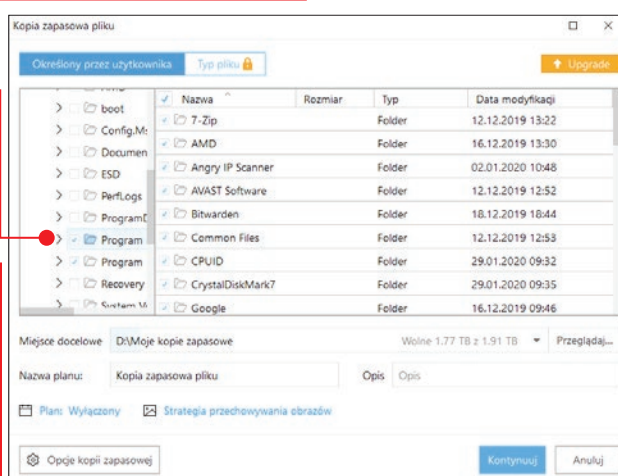 Kopia zapasowa pliku
Określony przez użytkownika Typ pliku Upgrade
Nazwa Rozmiar Typ Data modyfikacji
boot
Config.Ms
Documen
ESD
PerfLogs
ProgramD
Program
Program
Recovery
System Vo
7-Zip Folder 12.12.2019 13:22
AMD Folder 16.12.2019 13:30
Angry IP Scanner Folder 02.01.2020 10:48
AVAST Software Folder 12.12.2019 12:52
Bitwarden Folder 18.12.2019 18:44
Common Files Folder 12.12.2019 12:53
CPUID Folder 29.01.2020 09:32
CrystalDiskMark7 Folder 29.01.2020 09:35
Google Folder 16.12.2019 09:46
Miejsce docelowe D:\Moje kopie zapasowe Wolne 1.77 TB z 1.91 TB Przeglądaj...
Nazwa planu: Kopia zapasowa pliku Opis Opis
Plan: Wyłączony Strategia przechowywania obrazów
Opcje kopii zapasowej Kontynuuj Anuluj